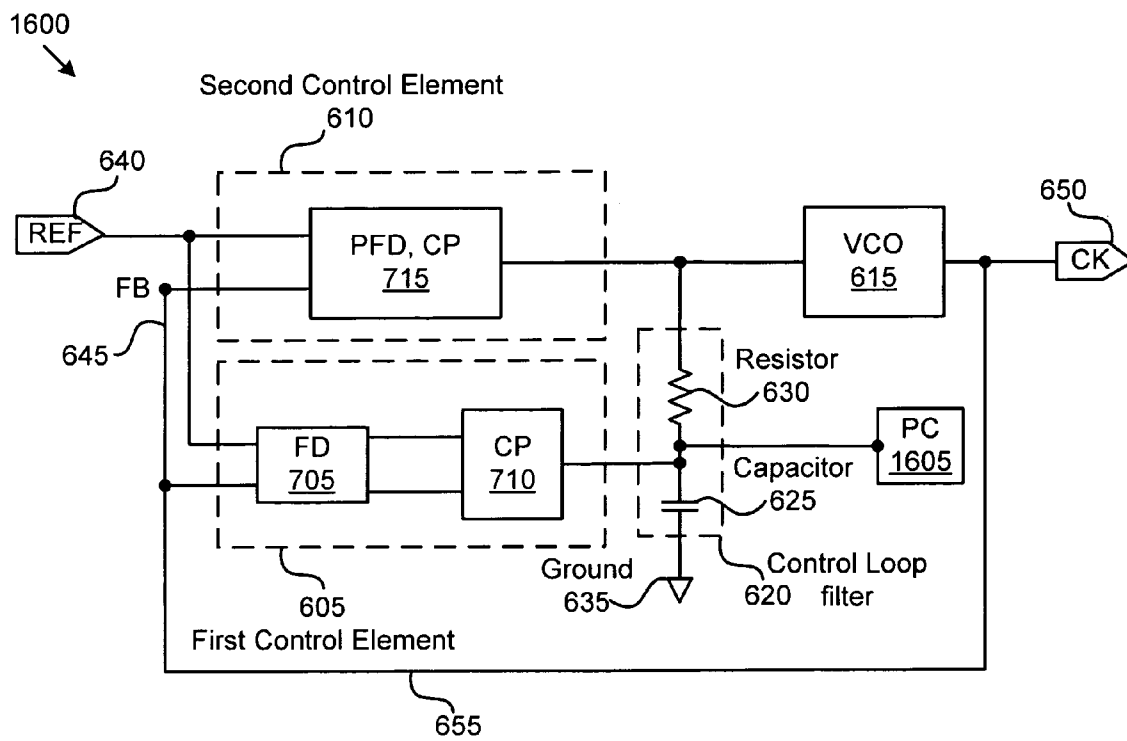 1600
Second Control Element
610
640
REF
PFD, CP
715
VCO
615
650
CK
FB
645
Resistor
630
FD
705
CP
710
PC
1605
Capacitor
625
Ground
635
Control Loop
filter
620
605
First Control Element
655